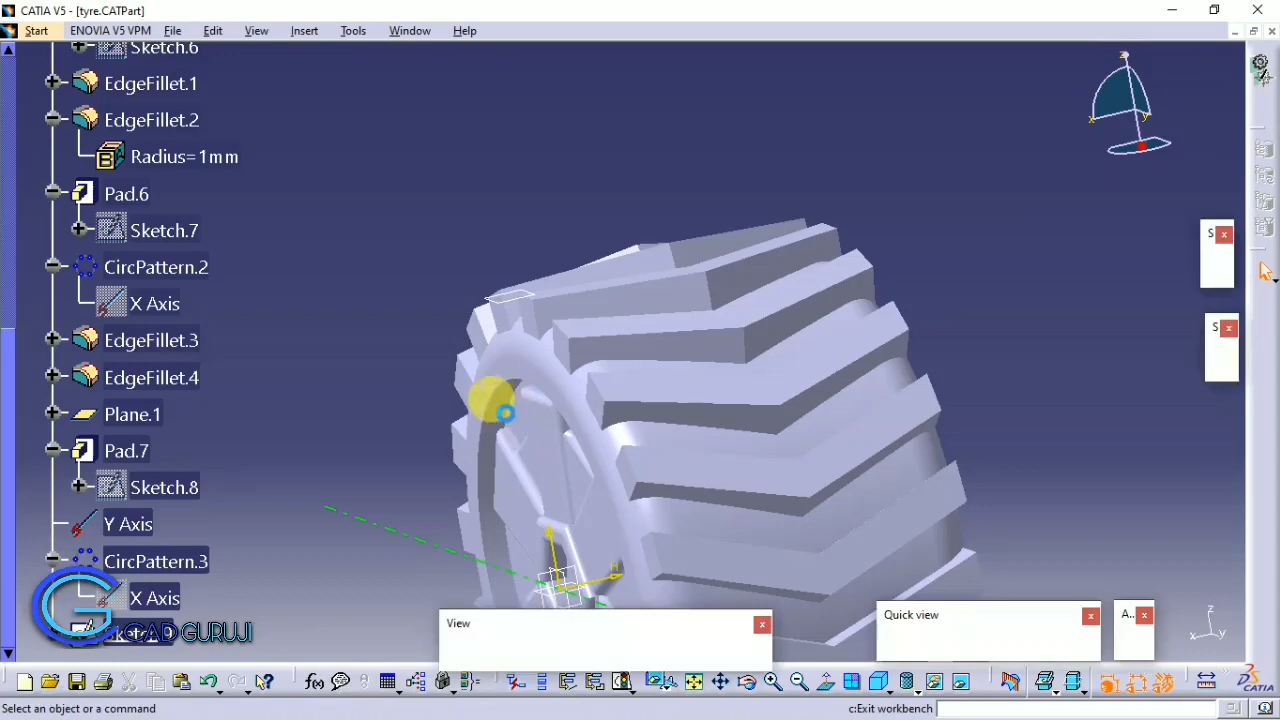 CATIA V5 - [tyre.CATPart]
Start ENOVIA V5 VPM File Edit View Insert Tools Window Help
Sketch.6
EdgeFillet.1
EdgeFillet.2
Radius=1mm
Pad.6
Sketch.7
CircPattern.2
X Axis
EdgeFillet.3
EdgeFillet.4
Plane.1
Pad.7
Sketch.8
Y Axis
CircPattern.3
X Axis
CAD GURUJI
z
x
y
H
S x
S x
View x
Quick view x
A.. x
z
x
y
f(x)
CATIA
Select an object or a command
c:Exit workbench